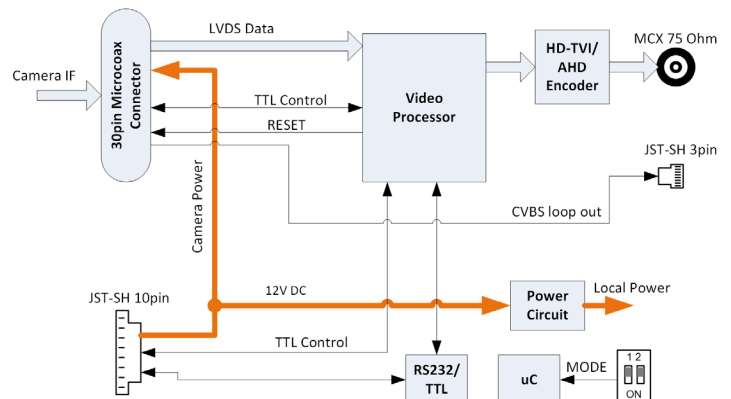 LVDS Data
HD-TVI/
AHD
Encoder
MCX 75 Ohm
Camera IF
30pin Microcoax
Connector
TTL Control
Video
Processor
RESET
JST-SH 3pin
Camera Power
CVBS loop out
JST-SH 10pin
12V DC
Power
Circuit
Local Power
TTL Control
RS232/
TTL
uC
MODE
1 2
ON